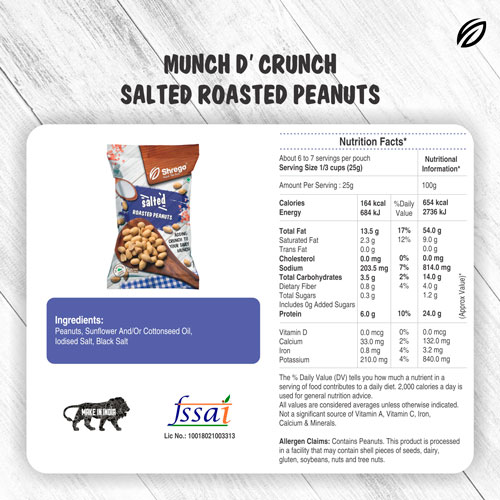 MUNCH D' CRUNCH
SALTED ROASTED PEANUTS
Shrego
salted
ROASTED PEANUTS
ADDING
CRUNCH TO
YOUR DAILY
MUNCH
Ingredients:
Peanuts, Sunflower And/Or Cottonseed Oil,
Iodised Salt, Black Salt
MAKE IN INDIA
fssai
Lic No.: 10018021003313
Nutrition Facts*
About 6 to 7 servings per pouch
Serving Size 1/3 cups (25g)
Nutritional
Information*
Amount Per Serving : 25g 100g
Calories 164 kcal %Daily 654 kcal
Energy 684 kJ Value 2736 kJ
Total Fat 13.5 g 17% 54.0 g
Saturated Fat 2.3 g 12% 9.0 g
Trans Fat 0.0 g 0.0 g
Cholesterol 0.0 mg 0% 0.0 mg
Sodium 203.5 mg 7% 814.0 mg
Total Carbohydrates 3.5 g 2% 14.0 g
Dietary Fiber 0.8 g 4% 4.0 g
Total Sugars 0.3 g 1.2 g
Includes 0g Added Sugars
Protein 6.0 g 10% 24.0 g
(Approx Value)*
Vitamin D 0.0 mcg 0% 0.0 mcg
Calcium 33.0 mg 2% 132.0 mg
Iron 0.8 mg 4% 3.2 mg
Potassium 210.0 mg 4% 840.0 mg
The % Daily Value (DV) tells you how much a nutrient in a
serving of food contributes to a daily diet. 2,000 calories a day is
used for general nutrition advice.
All values are considered averages unless otherwise indicated.
Not a significant source of Vitamin A, Vitamin C, Iron,
Calcium & Minerals.
Allergen Claims: Contains Peanuts. This product is processed
in a facility that may contain shell pieces of seeds, dairy,
gluten, soybeans, nuts and tree nuts.